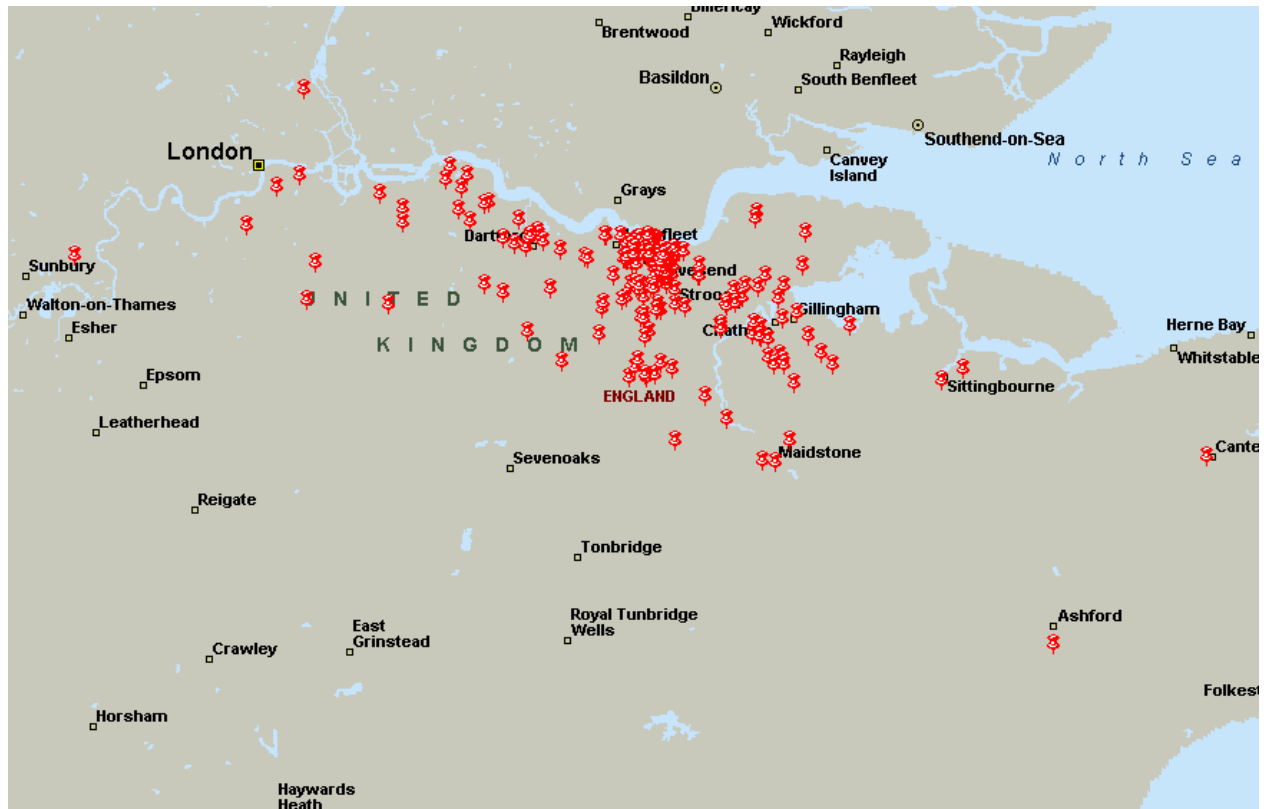 Wickford
Brentwood
Rayleigh
Basildon
South Benfleet
Southend-on-Sea
London
North Sea
Canvey
Island
Grays
Sunbury
Walton-on-Thames
UNITED
Gillingham
Esher
Herne Bay
KINGDOM
Whitstable
Epsom
Sittingbourne
ENGLAND
Leatherhead
Maidstone
Cante
Sevenoaks
Reigate
Tonbridge
Royal Tunbridge
Wells
Ashford
East
Grinstead
Crawley
Folkest
Horsham
Haywards
Heath